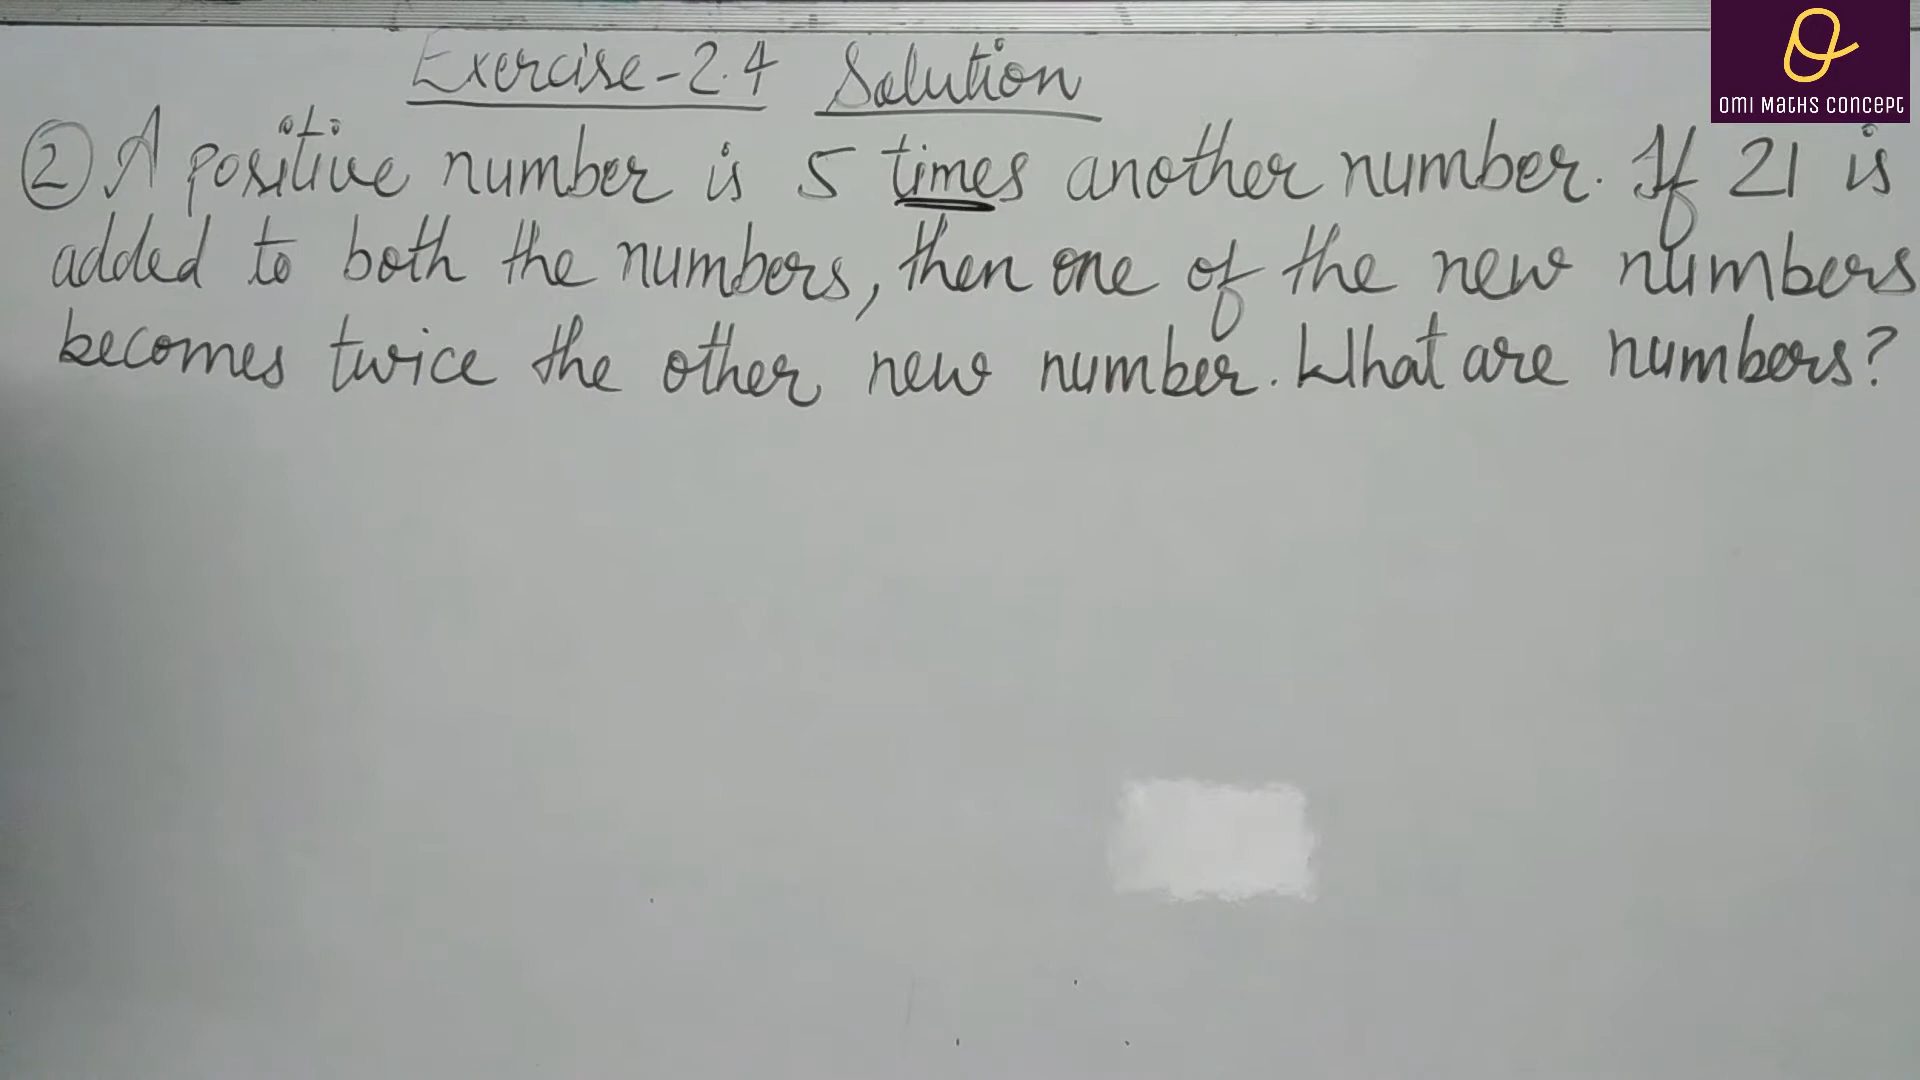 Exercise-2.4 Solution
② A positive number is 5 times another number. If 21 is
added to both the numbers, then one of the new numbers
becomes twice the other new number. What are numbers?
OMI MATHS CONCEPT